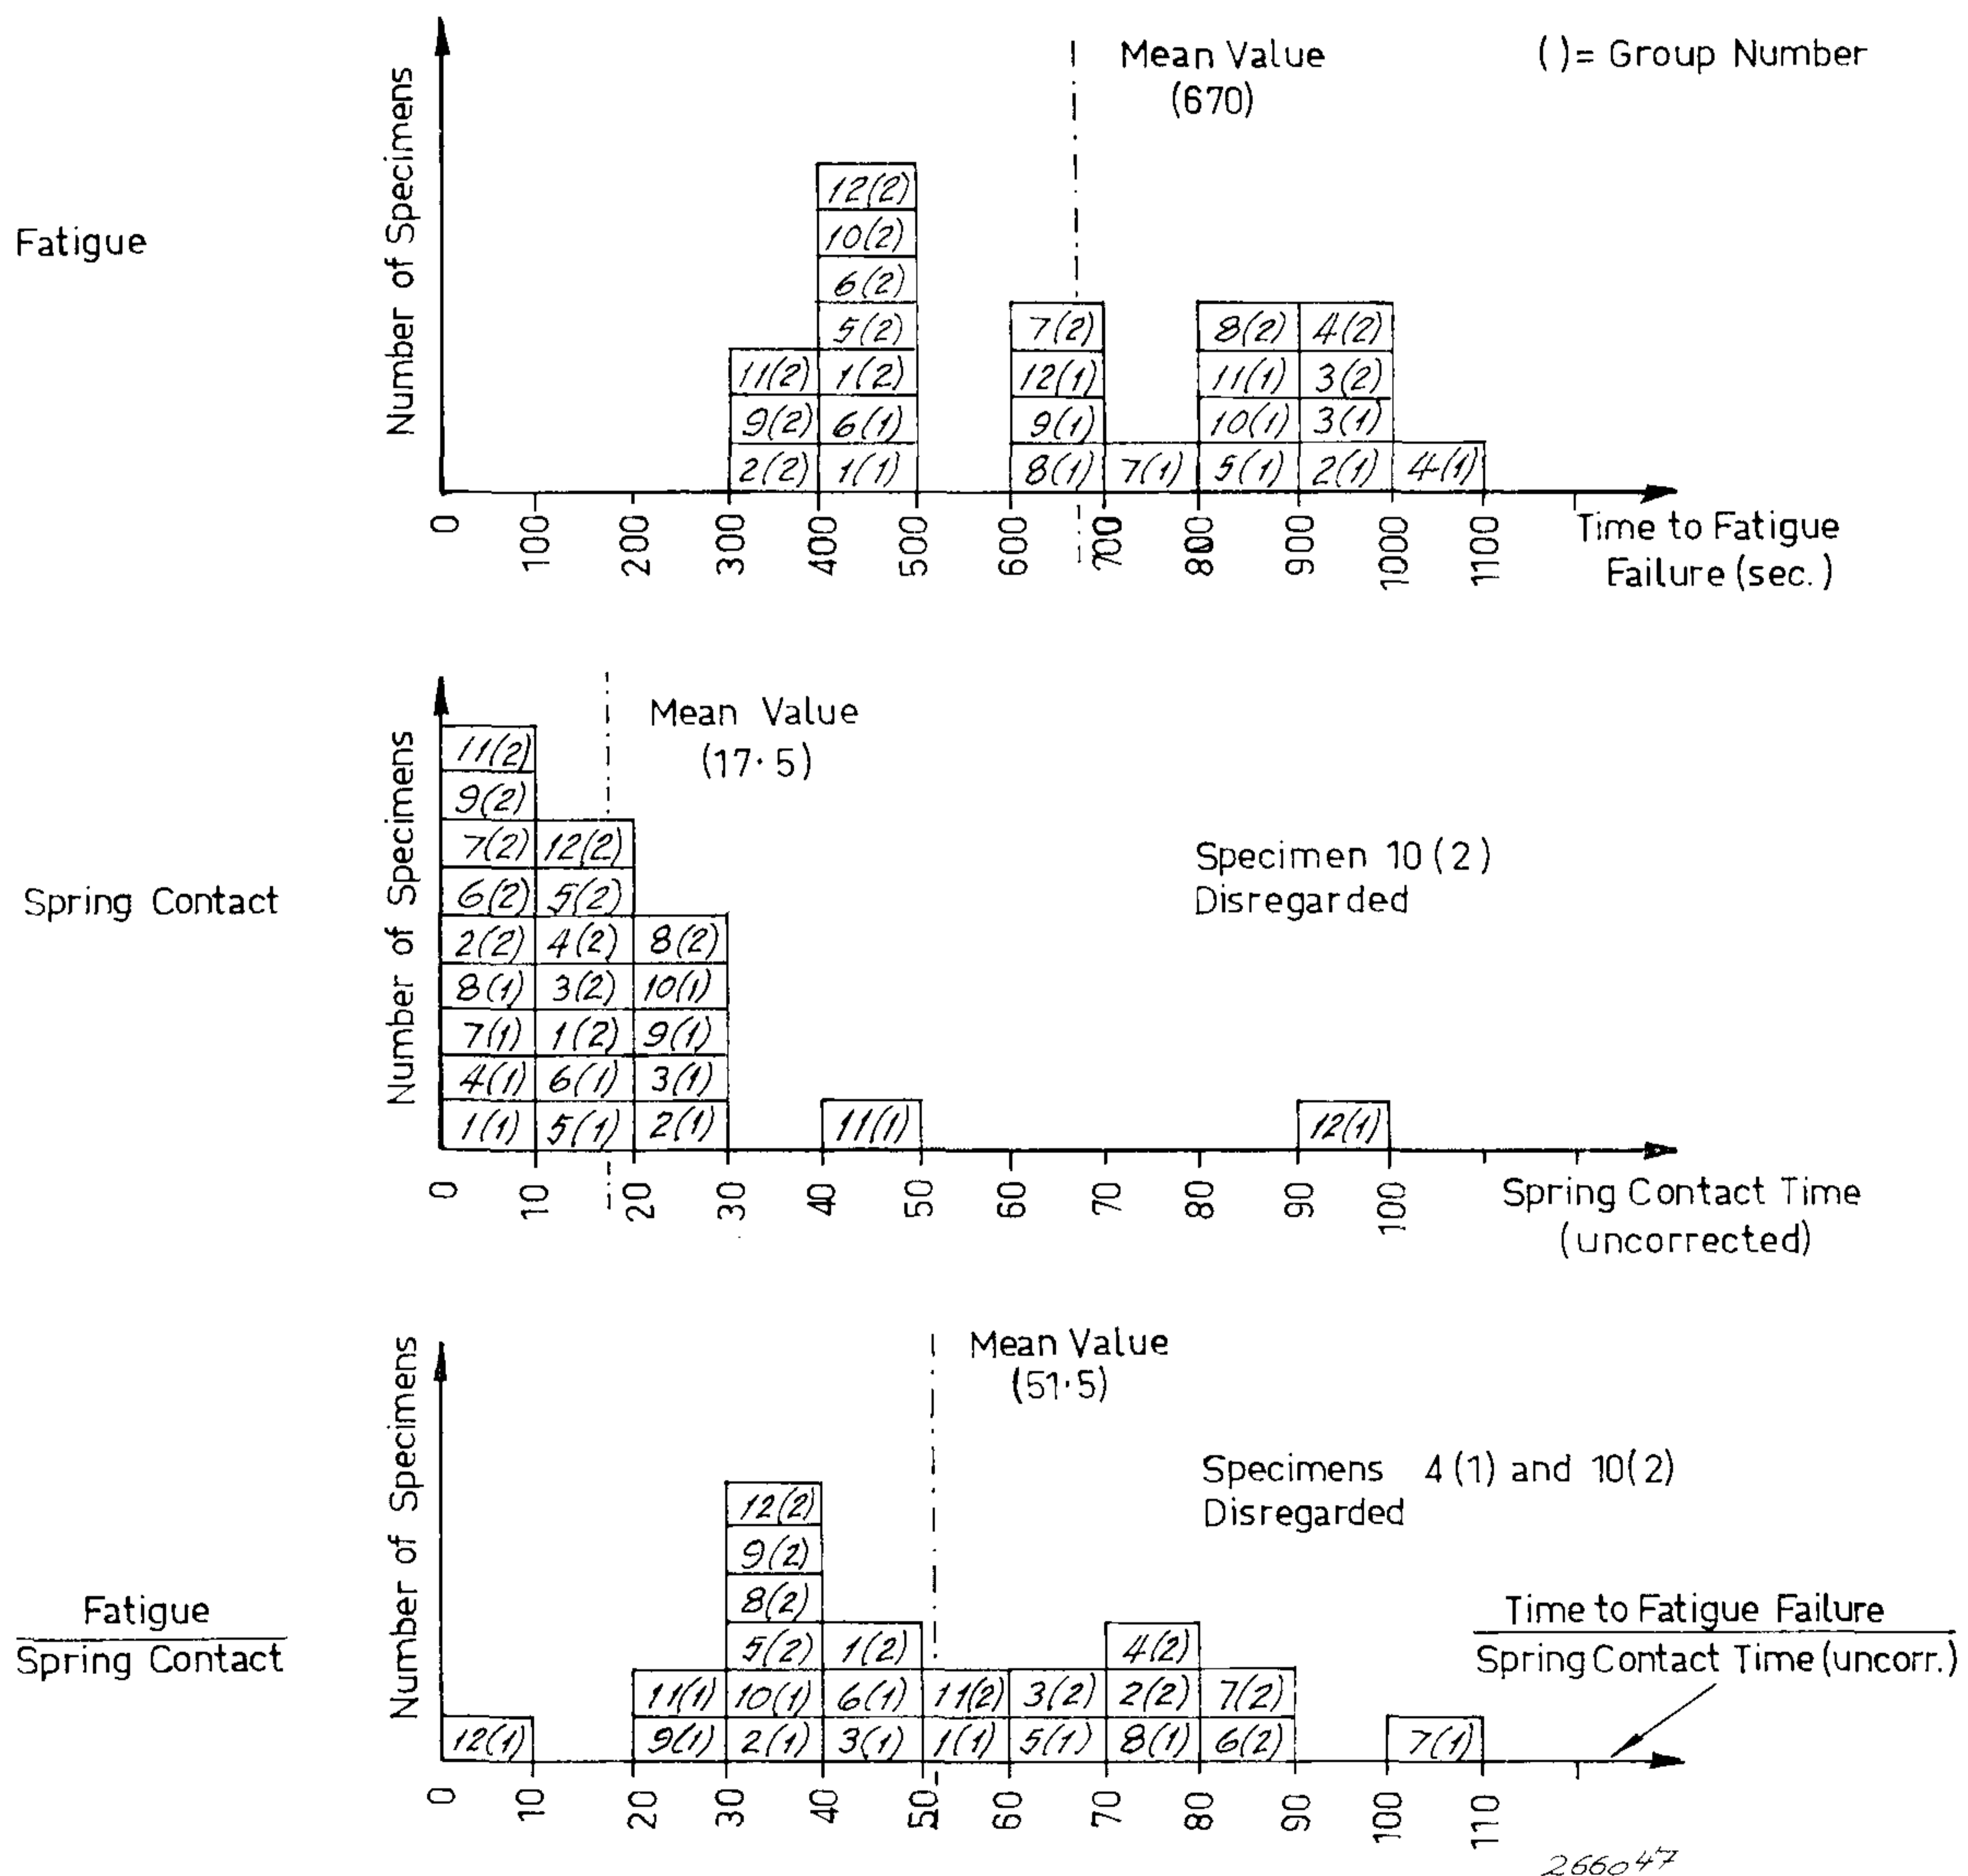 Mean Value
(670)
( )= Group Number
Fatigue
Number of Specimens
12(2)
10(2)
6(2)
5(2)
7(2)
8(2) 4(2)
11(2) 1(2)
12(1)
11(1) 3(2)
9(2) 6(1)
9(1)
10(1) 3(1)
2(2) 1(1)
8(1) 7(1) 5(1) 2(1) 4(1)
0 100 200 300 400 500 600 700 800 900 1000 1100
Time to Fatigue
Failure (sec.)
Mean Value
(17·5)
Spring Contact
Number of Specimens
Specimen 10(2)
Disregarded
11(2)
9(2)
7(2) 12(2)
6(2) 5(2)
2(2) 4(2) 8(2)
8(1) 3(2) 10(1)
7(1) 1(2) 9(1)
4(1) 6(1) 3(1)
1(1) 5(1) 2(1) 11(1) 12(1)
0 10 20 30 40 50 60 70 80 90 100
Spring Contact Time
(uncorrected)
Mean Value
(51·5)
Specimens 4(1) and 10(2)
Disregarded
Fatigue
Spring Contact
Number of Specimens
12(2)
9(2)
8(2)
5(2) 1(2) 4(2)
11(1) 10(1) 6(1) 11(2) 3(2) 2(2) 7(2)
12(1) 9(1) 2(1) 3(1) 1(1) 5(1) 8(1) 6(2) 7(1)
0 10 20 30 40 50 60 70 80 90 100 110
Time to Fatigue Failure
Spring Contact Time (uncorr.)
266047